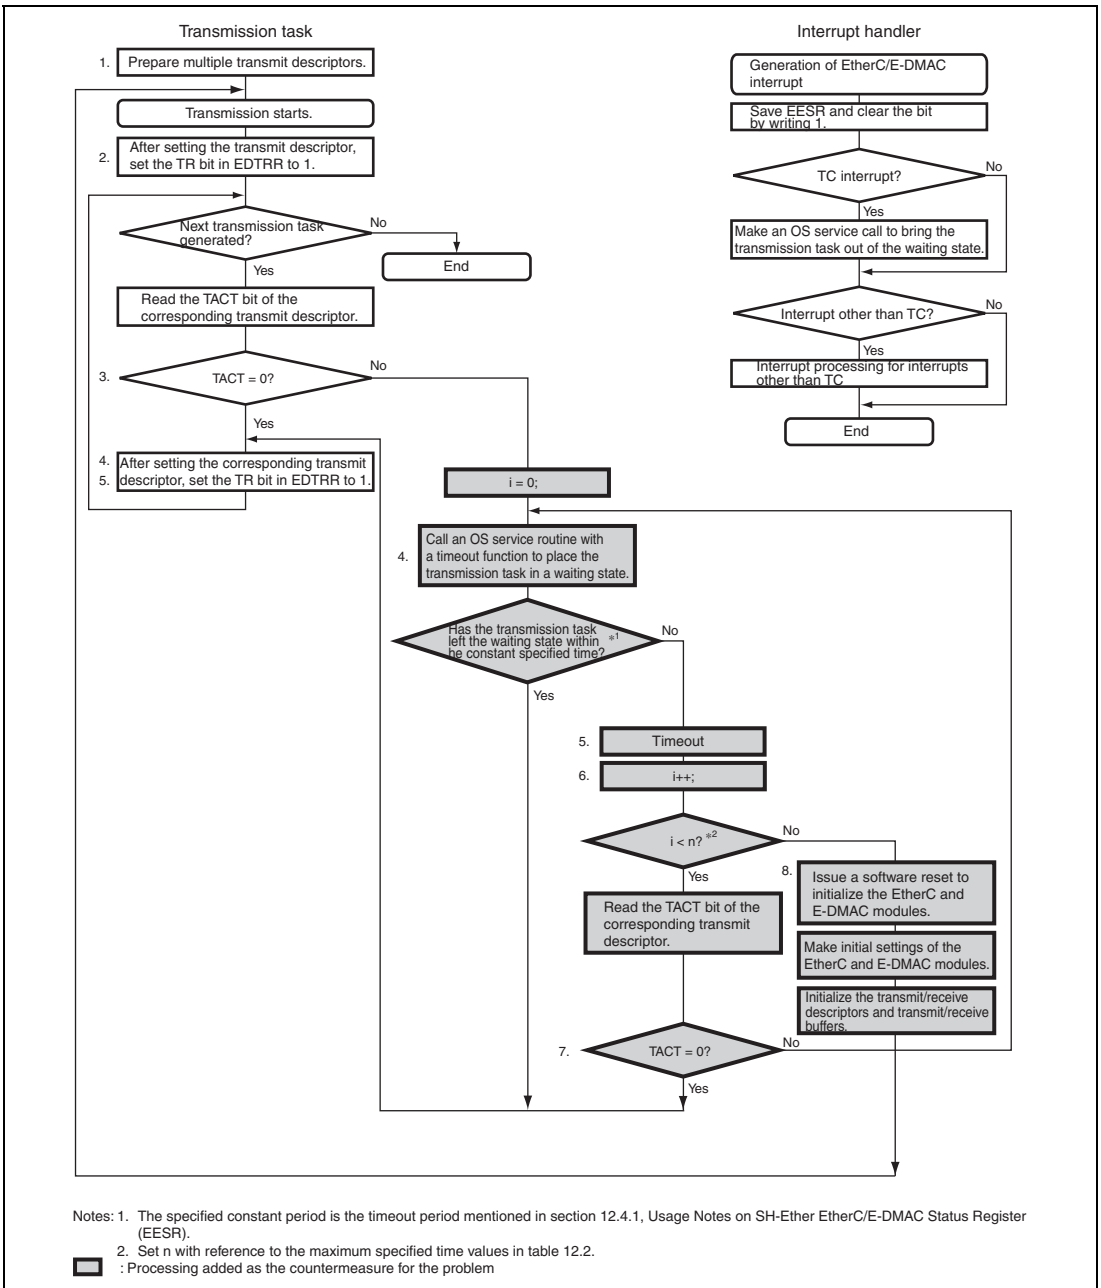 Transmission task
1. Prepare multiple transmit descriptors.
Transmission starts.
2. After setting the transmit descriptor,
set the TR bit in EDTRR to 1.
Next transmission task
generated?
No
End
Yes
Read the TACT bit of the
corresponding transmit descriptor.
3. TACT = 0?
No
Yes
4. After setting the corresponding transmit
5. descriptor, set the TR bit in EDTRR to 1.
i = 0;
4. Call an OS service routine with
a timeout function to place the
transmission task in a waiting state.
Has the transmission task
left the waiting state within *1
he constant specified time?
No
Yes
5. Timeout
6. i++;
i < n? *2
No
Yes
Read the TACT bit of the
corresponding transmit
descriptor.
8. Issue a software reset to
initialize the EtherC and
E-DMAC modules.
Make initial settings of the
EtherC and E-DMAC modules.
Initialize the transmit/receive
descriptors and transmit/receive
buffers.
7. TACT = 0?
No
Yes
Interrupt handler
Generation of EtherC/E-DMAC
interrupt
Save EESR and clear the bit
by writing 1.
TC interrupt?
No
Yes
Make an OS service call to bring the
transmission task out of the waiting state.
Interrupt other than TC?
No
Yes
Interrupt processing for interrupts
other than TC
End
Notes: 1. The specified constant period is the timeout period mentioned in section 12.4.1, Usage Notes on SH-Ether EtherC/E-DMAC Status Register
(EESR).
2. Set n with reference to the maximum specified time values in table 12.2.
: Processing added as the countermeasure for the problem